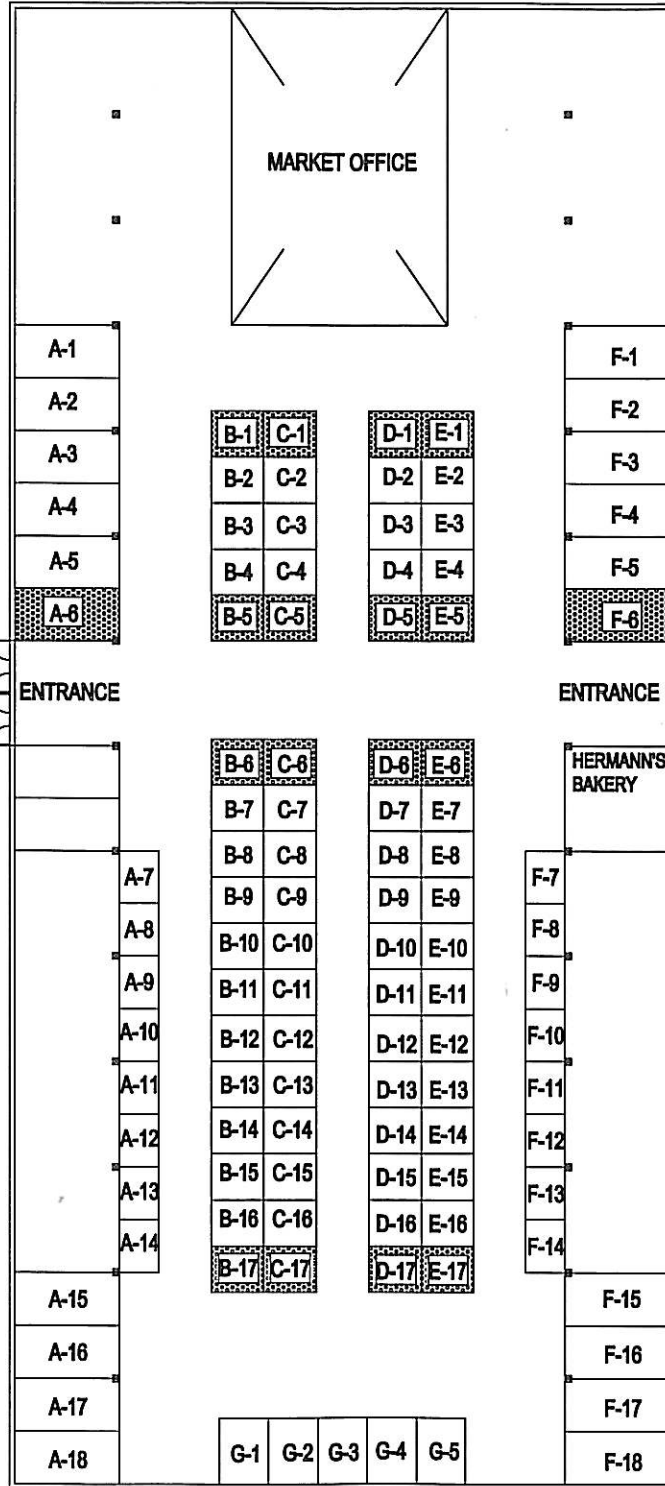 MARKET OFFICE
A-1 F-1
A-2 F-2
B-1 C-1 D-1 E-1
A-3 F-3
B-2 C-2 D-2 E-2
A-4 B-3 C-3 D-3 E-3 F-4
A-5 B-4 C-4 D-4 E-4 F-5
A-6 B-5 C-5 D-5 E-5 F-6
ENTRANCE ENTRANCE
B-6 C-6 D-6 E-6 HERMANN'S
BAKERY
B-7 C-7 D-7 E-7
B-8 C-8 D-8 E-8
A-7 F-7
B-9 C-9 D-9 E-9
A-8 F-8
B-10 C-10 D-10 E-10
A-9 B-11 C-11 D-11 E-11 F-9
A-10 B-12 C-12 D-12 E-12 F-10
A-11 B-13 C-13 D-13 E-13 F-11
A-12 B-14 C-14 D-14 E-14 F-12
A-13 B-15 C-15 D-15 E-15 F-13
B-16 C-16 D-16 E-16
A-14 F-14
B-17 C-17 D-17 E-17
A-15 F-15
A-16 F-16
A-17 F-17
A-18 G-1 G-2 G-3 G-4 G-5 F-18